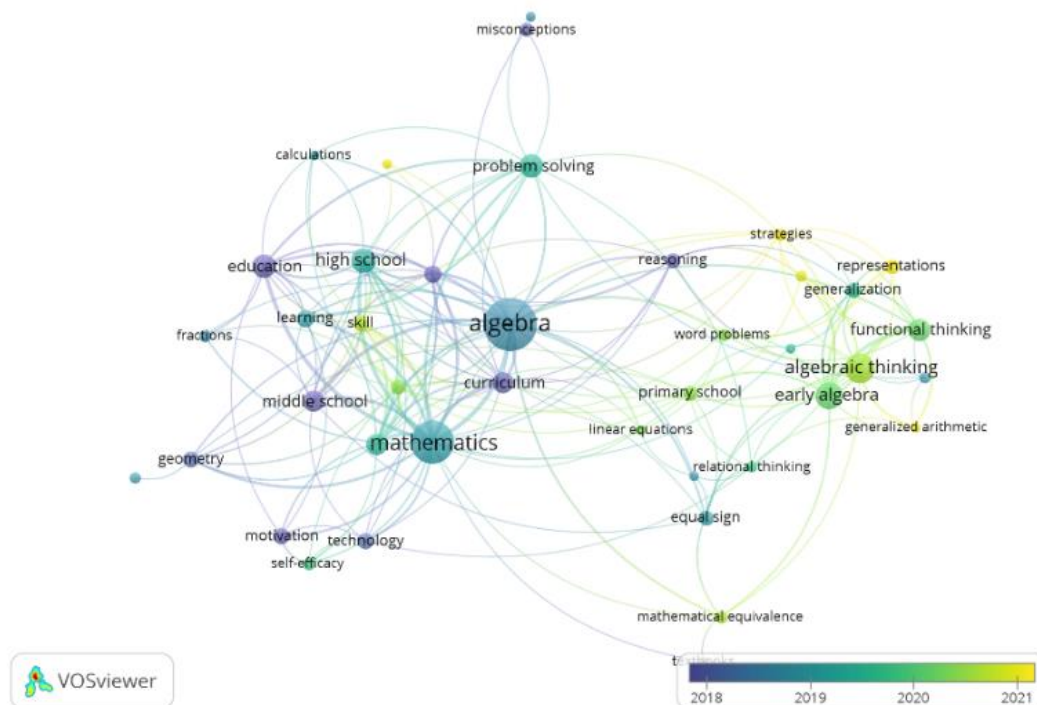 misconceptions
calculations
problem solving
strategies
education
high school
reasoning
representations
generalization
learning
skill
algebra
fractions
word problems
functional thinking
algebraic thinking
curriculum
middle school
primary school
early algebra
linear equations
generalized arithmetic
mathematics
geometry
relational thinking
equal sign
motivation
technology
self-efficacy
mathematical equivalence
textbooks
VOSviewer
2018 2019 2020 2021